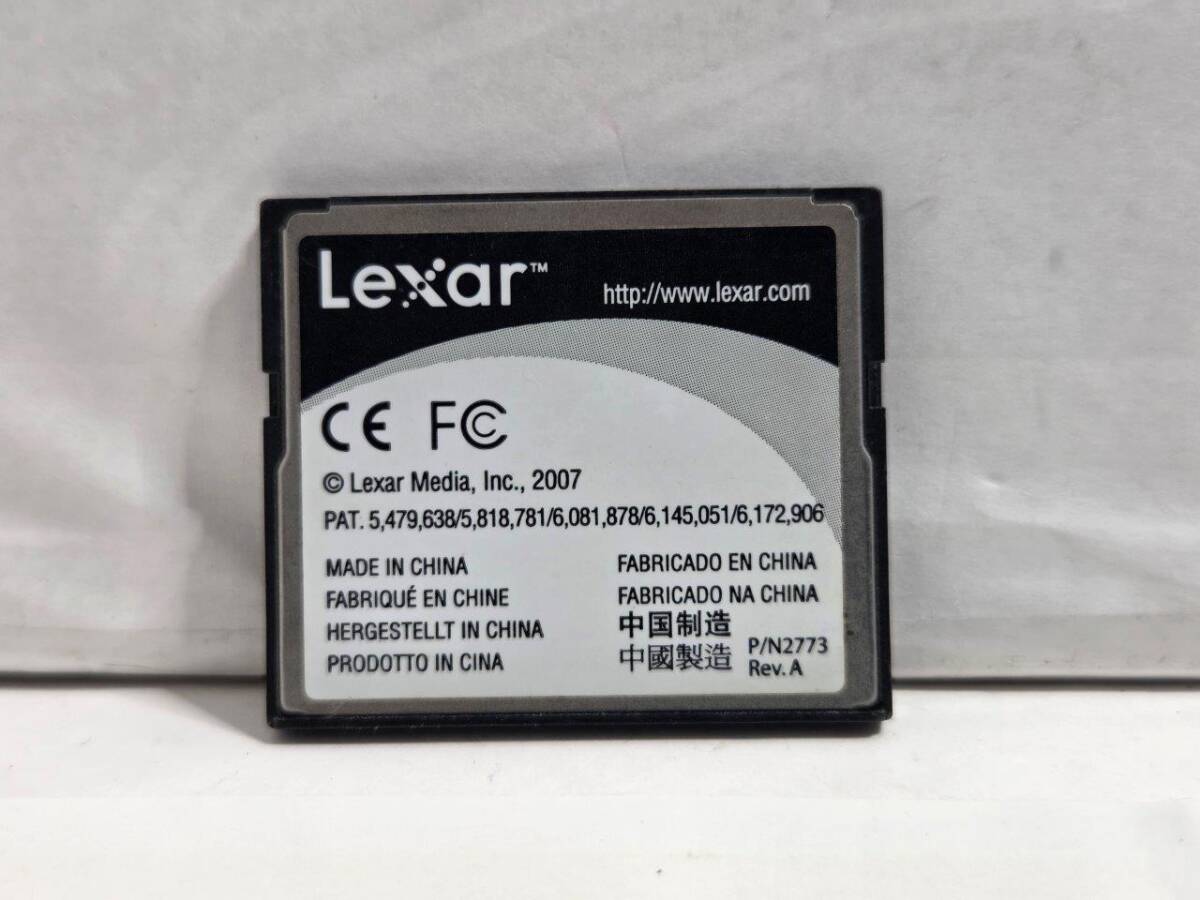 Lexar™
http://www.lexar.com
CE FC
© Lexar Media, Inc., 2007
PAT. 5,479,638/5,818,781/6,081,878/6,145,051/6,172,906
MADE IN CHINA
FABRIQUÉ EN CHINE
HERGESTELLT IN CHINA
PRODOTTO IN CINA
FABRICADO EN CHINA
FABRICADO NA CHINA
中国制造
中國製造
P/N2773
Rev. A